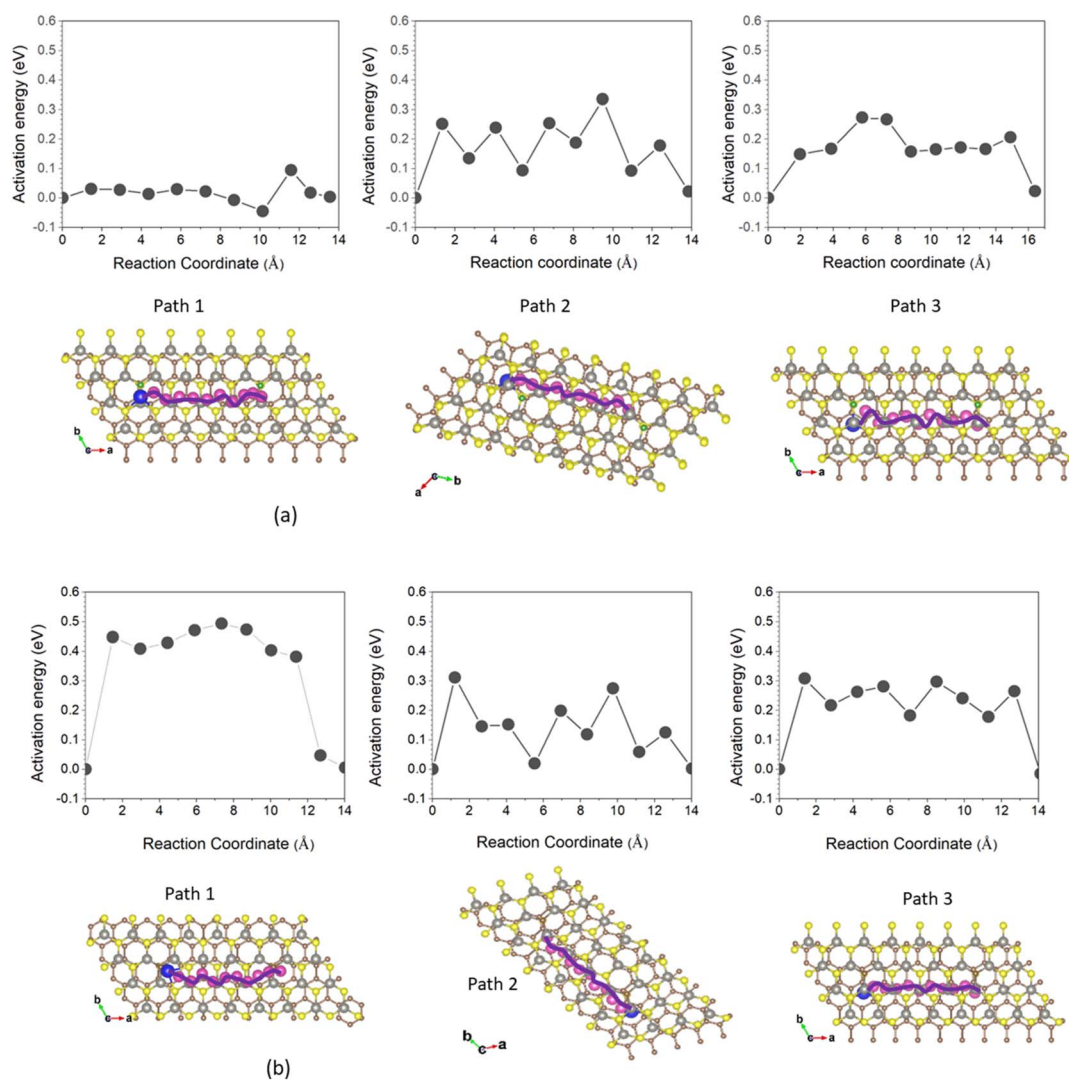 0.6
0.5
0.4
0.3
0.2
0.1
0.0
-0.1
Activation energy (eV)
0 2 4 6 8 10 12 14
Reaction Coordinate (Å)
0.6
0.5
0.4
0.3
0.2
0.1
0.0
-0.1
Activation energy (eV)
0 2 4 6 8 10 12 14
Reaction coordinate (Å)
0.6
0.5
0.4
0.3
0.2
0.1
0.0
-0.1
Activation energy (eV)
0 2 4 6 8 10 12 14 16
Reaction coordinate (Å)
Path 1
b
c a
Path 2
a
c b
Path 3
b
c a
(a)
0.6
0.5
0.4
0.3
0.2
0.1
0.0
-0.1
Activation energy (eV)
0 2 4 6 8 10 12 14
Reaction Coordinate (Å)
0.6
0.5
0.4
0.3
0.2
0.1
0.0
-0.1
Activation energy (eV)
0 2 4 6 8 10 12 14
Reaction Coordinate (Å)
0.6
0.5
0.4
0.3
0.2
0.1
0.0
-0.1
Activation energy (eV)
0 2 4 6 8 10 12 14
Reaction Coordinate (Å)
Path 1
b
c a
Path 2
b
c a
Path 3
b
c a
(b)